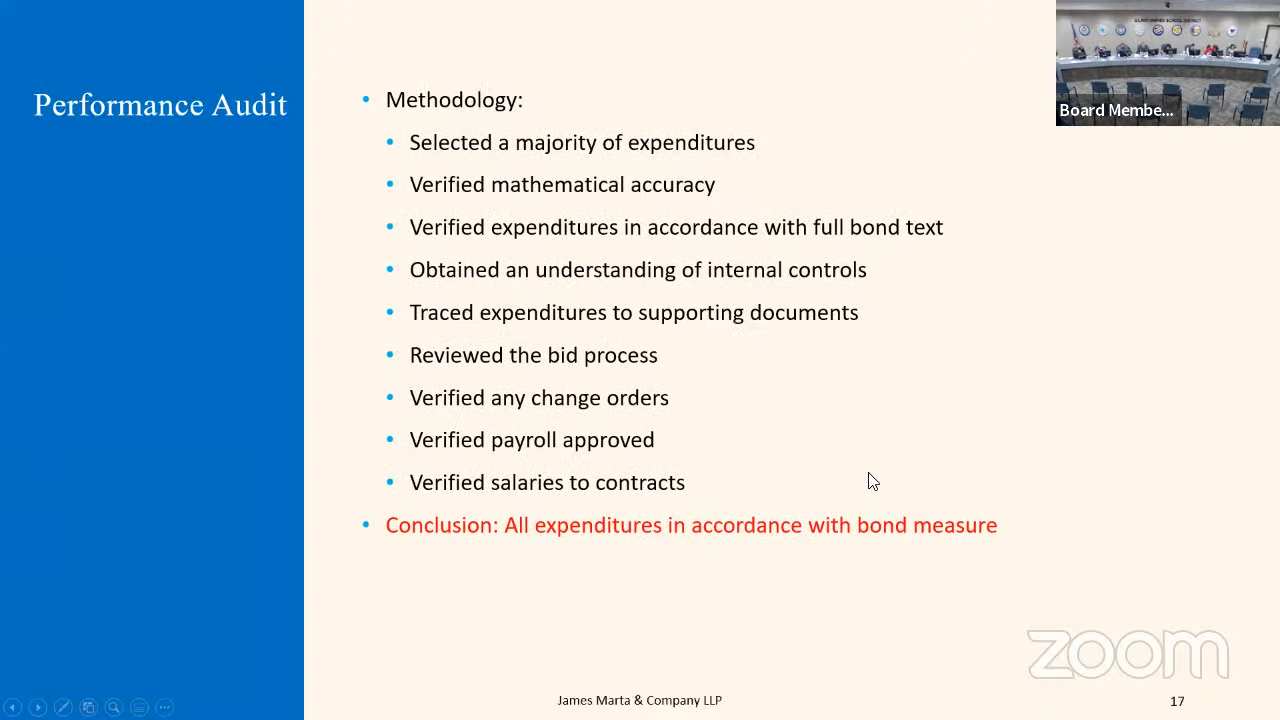 Performance Audit
Methodology:
Selected a majority of expenditures
Verified mathematical accuracy
Verified expenditures in accordance with full bond text
Obtained an understanding of internal controls
Traced expenditures to supporting documents
Reviewed the bid process
Verified any change orders
Verified payroll approved
Verified salaries to contracts
Conclusion: All expenditures in accordance with bond measure
UNIFIED SCHOOL DISTRICT
Board Membe...
zoom
James Marta & Company LLP
17